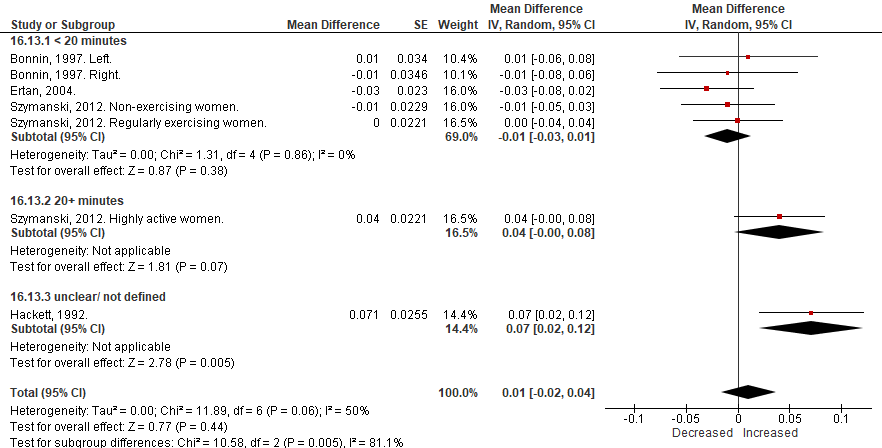 Mean Difference Mean Difference
Study or Subgroup Mean Difference SE Weight IV, Random, 95% CI IV, Random, 95% CI
16.13.1 < 20 minutes
Bonnin, 1997. Left. 0.01 0.034 10.4% 0.01 [-0.06, 0.08]
Bonnin, 1997. Right. -0.01 0.0346 10.1% -0.01 [-0.08, 0.06]
Ertan, 2004. -0.03 0.023 16.0% -0.03 [-0.08, 0.02]
Szymanski, 2012. Non-exercising women. -0.01 0.0229 16.0% -0.01 [-0.05, 0.03]
Szymanski, 2012. Regularly exercising women. 0 0.0221 16.5% 0.00 [-0.04, 0.04]
Subtotal (95% CI) 69.0% -0.01 [-0.03, 0.01]
Heterogeneity: Tau² = 0.00; Chi² = 1.31, df = 4 (P = 0.86); I² = 0%
Test for overall effect: Z = 0.87 (P = 0.38)
16.13.2 20+ minutes
Szymanski, 2012. Highly active women. 0.04 0.0221 16.5% 0.04 [-0.00, 0.08]
Subtotal (95% CI) 16.5% 0.04 [-0.00, 0.08]
Heterogeneity: Not applicable
Test for overall effect: Z = 1.81 (P = 0.07)
16.13.3 unclear/ not defined
Hackett, 1992. 0.071 0.0255 14.4% 0.07 [0.02, 0.12]
Subtotal (95% CI) 14.4% 0.07 [0.02, 0.12]
Heterogeneity: Not applicable
Test for overall effect: Z = 2.78 (P = 0.005)
Total (95% CI) 100.0% 0.01 [-0.02, 0.04]
Heterogeneity: Tau² = 0.00; Chi² = 11.89, df = 6 (P = 0.06); I² = 50%
Test for overall effect: Z = 0.77 (P = 0.44)
Test for subgroup differences: Chi² = 10.58, df = 2 (P = 0.005), I² = 81.1%
-0.1 -0.05 0 0.05 0.1
Decreased Increased